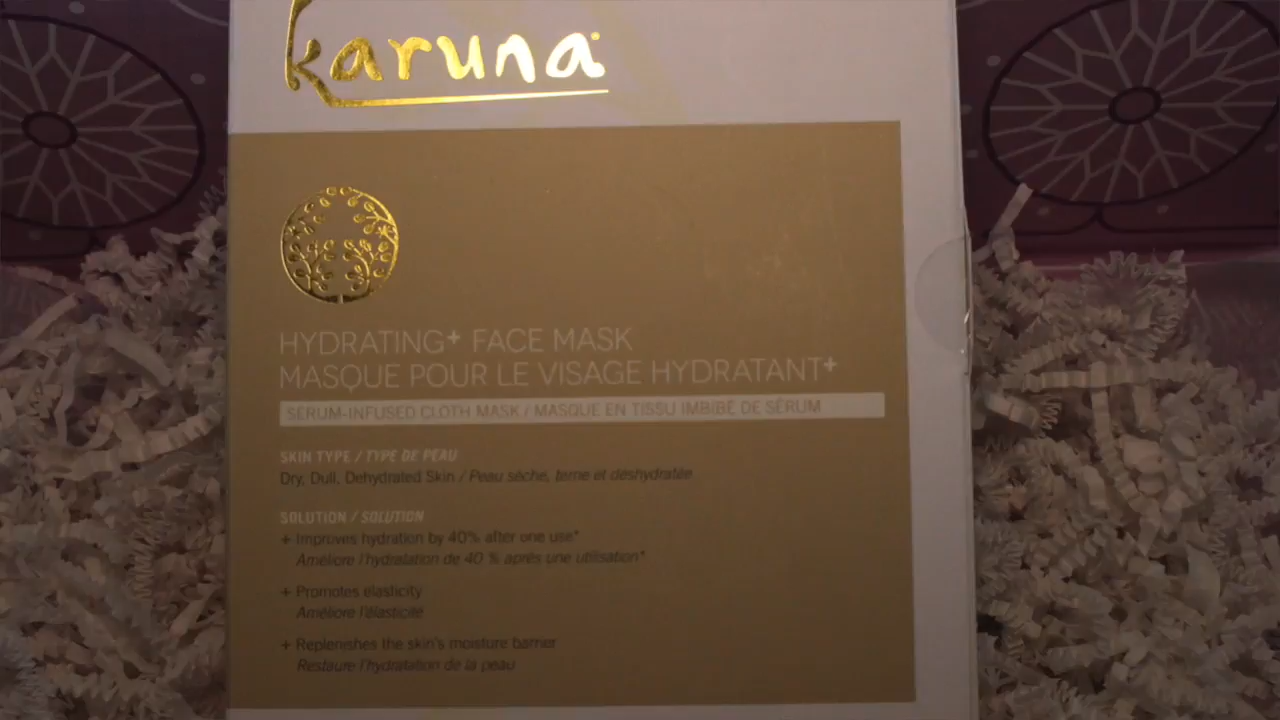 karuna
HYDRATING+ FACE MASK
MASQUE POUR LE VISAGE HYDRATANT+
SERUM-INFUSED CLOTH MASK / MASQUE EN TISSU IMBIBÉ DE SÉRUM
SKIN TYPE / TYPE DE PEAU
Dry, Dull, Dehydrated Skin / Peau sèche, terne et déshydratée
SOLUTION / SOLUTION
+ Improves hydration by 40% after one use*
Améliore l'hydratation de 40 % après une utilisation*
+ Promotes elasticity
Améliore l'élasticité
+ Replenishes the skin's moisture barrier
Restaure l'hydratation de la peau